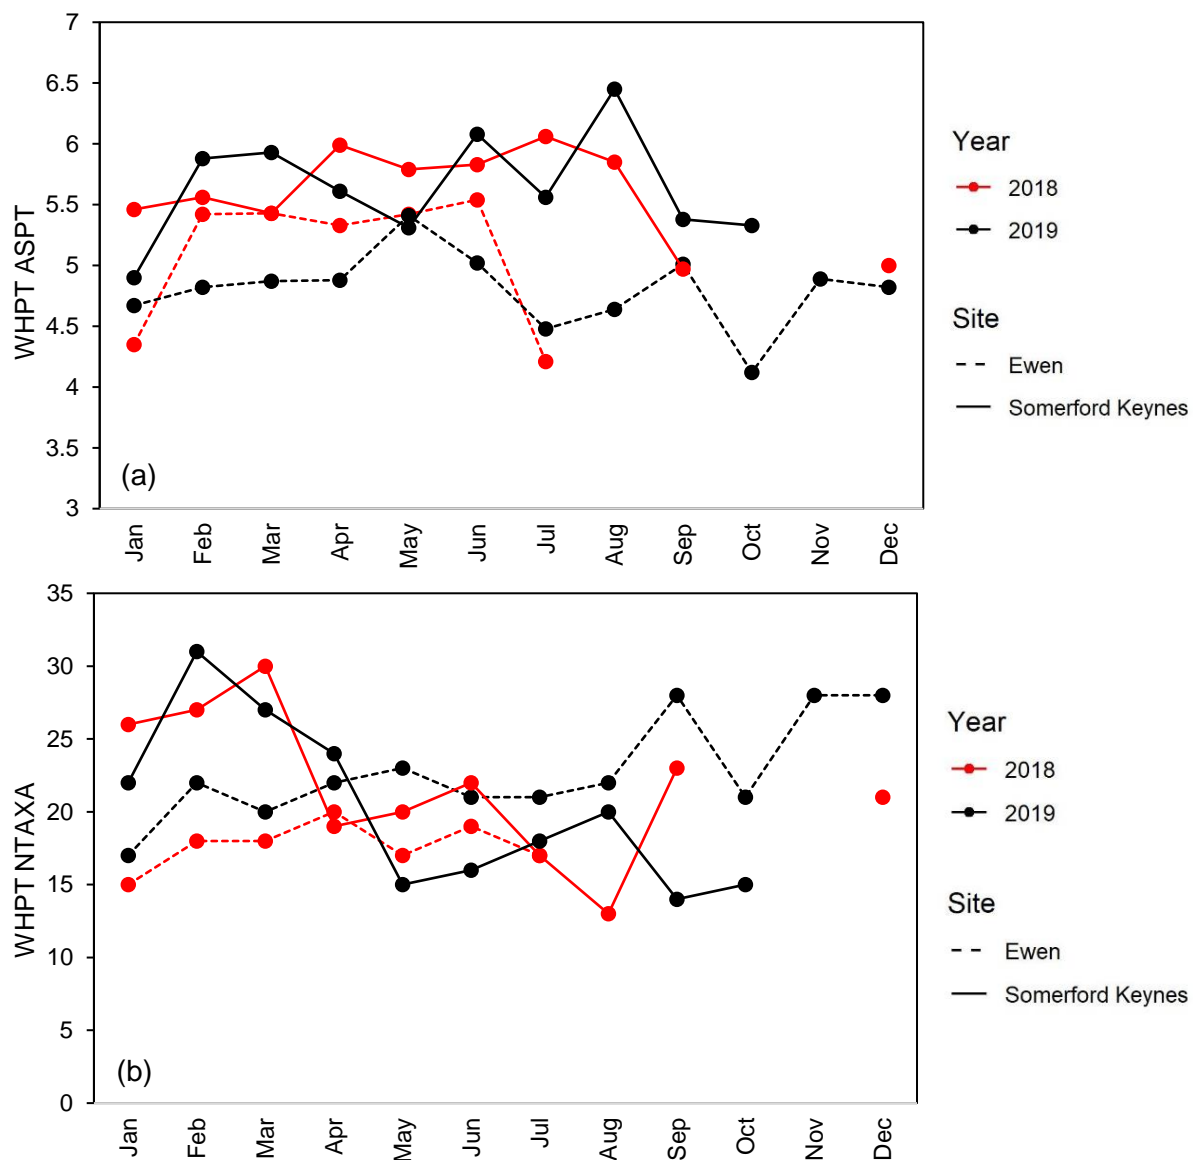 7
6.5
6
5.5
5
4.5
4
3.5
3
WHPT ASPT
(a)
Jan Feb Mar Apr May Jun Jul Aug Sep Oct Nov Dec
Year
2018
2019
Site
Ewen
Somerford Keynes
35
30
25
20
15
10
5
0
WHPT NTAXA
(b)
Jan Feb Mar Apr May Jun Jul Aug Sep Oct Nov Dec
Year
2018
2019
Site
Ewen
Somerford Keynes